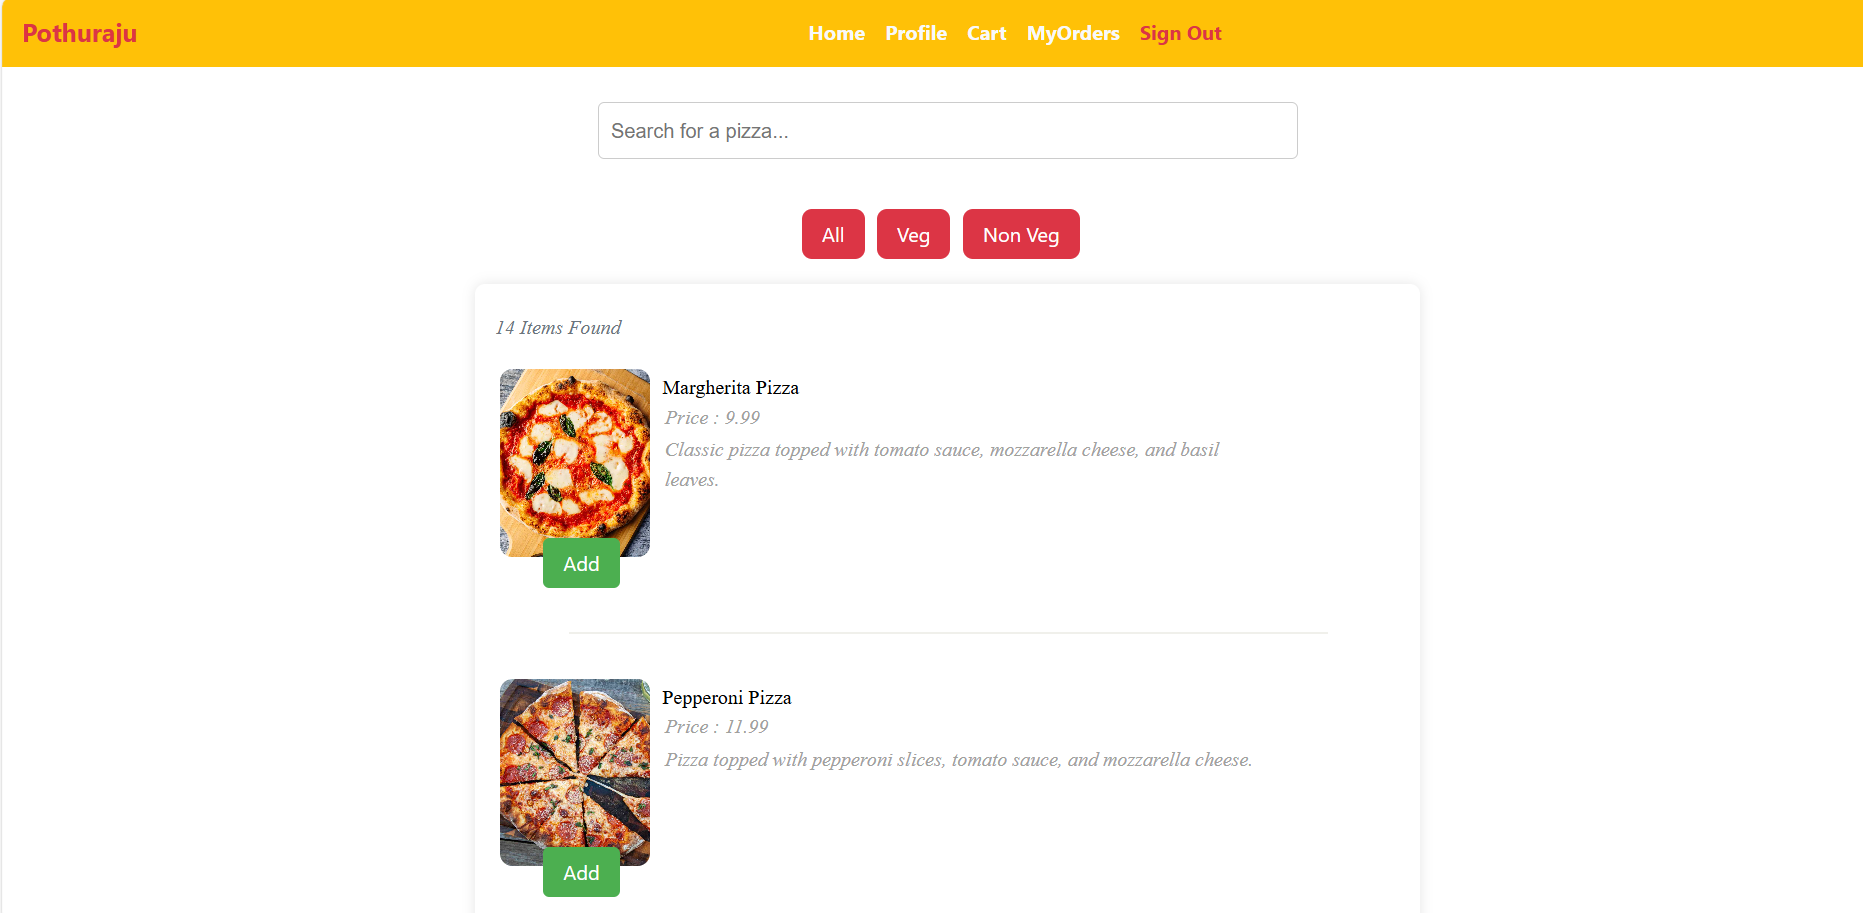 Pothuraju
Home Profile Cart MyOrders Sign Out
Search for a pizza...
All Veg Non Veg
14 Items Found
Margherita Pizza
Price : 9.99
Classic pizza topped with tomato sauce, mozzarella cheese, and basil
leaves.
Add
Pepperoni Pizza
Price : 11.99
Pizza topped with pepperoni slices, tomato sauce, and mozzarella cheese.
Add